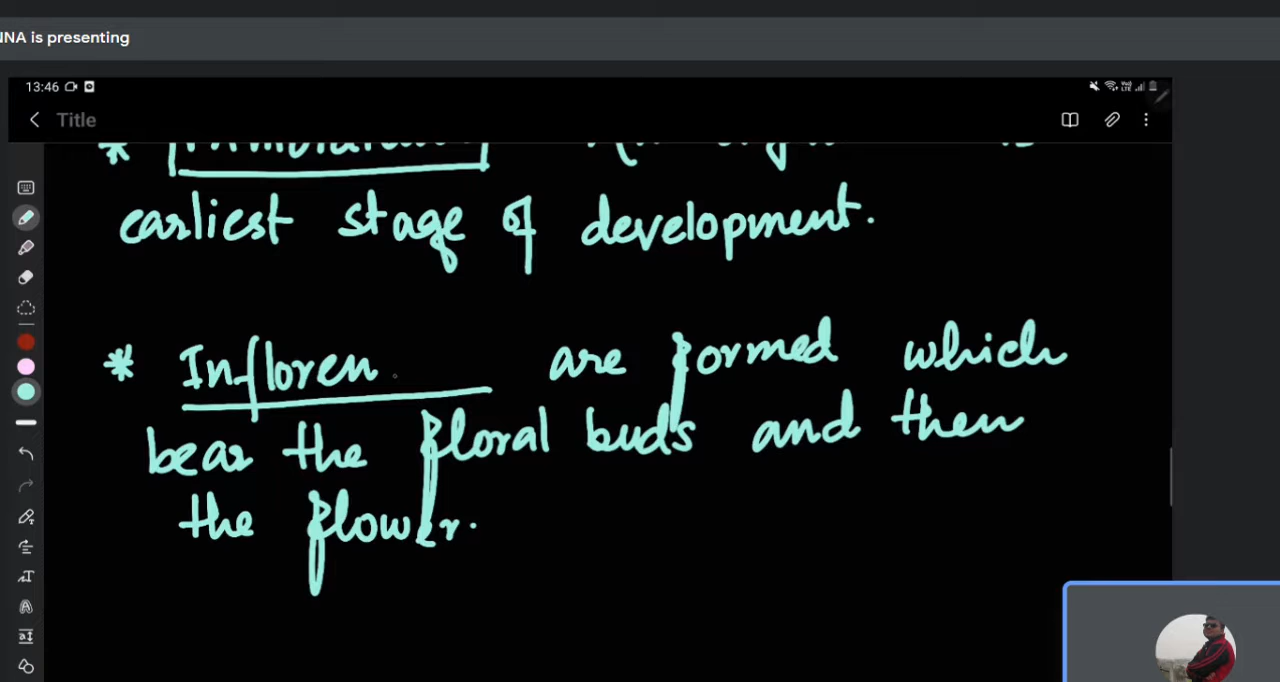 NNA is presenting
13:46
Title
*
earliest stage of development.
* Infloren are formed which
bear the floral buds and then
the flower.